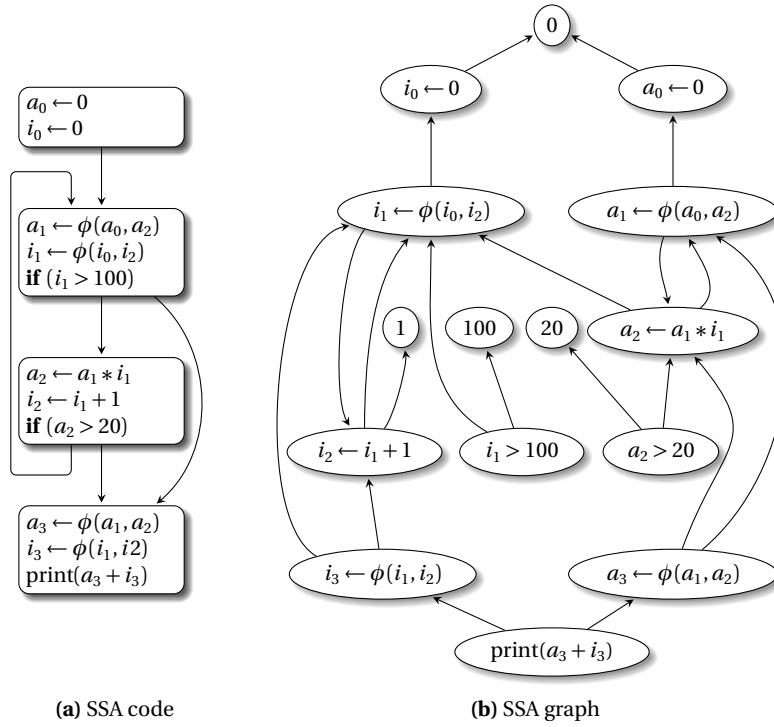 a₀ ← 0
i₀ ← 0
a₁ ← ϕ(a₀, a₂)
i₁ ← ϕ(i₀, i₂)
if (i₁ > 100)
a₂ ← a₁ * i₁
i₂ ← i₁ + 1
if (a₂ > 20)
a₃ ← ϕ(a₁, a₂)
i₃ ← ϕ(i₁, i2)
print(a₃ + i₃)
(a) SSA code
0
i₀ ← 0
a₀ ← 0
i₁ ← ϕ(i₀, i₂)
a₁ ← ϕ(a₀, a₂)
1
100
20
a₂ ← a₁ * i₁
i₂ ← i₁ + 1
i₁ > 100
a₂ > 20
i₃ ← ϕ(i₁, i₂)
a₃ ← ϕ(a₁, a₂)
print(a₃ + i₃)
(b) SSA graph